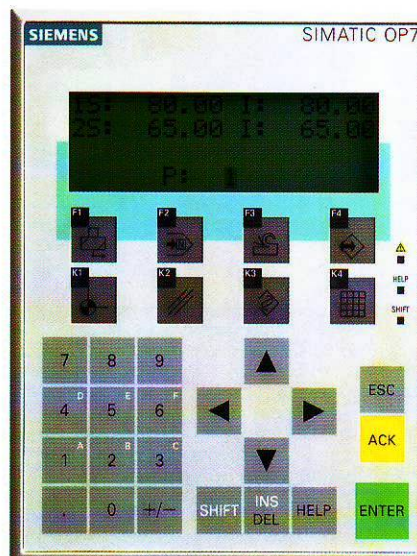 SIEMENS SIMATIC OP7
1S: 80.00 I: 80.00
2S: 65.00 I: 65.00
P:
F1 F2 F3 F4
K1 K2 K3 K4
HELP
SHIFT
7 8 9
4 D 5 E 6 F
1 A 2 B 3 C
. 0 +/-
ESC
ACK
SHIFT INS DEL HELP ENTER